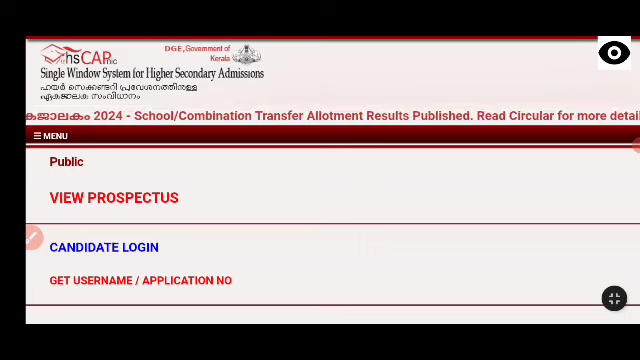 hsCAP
DGE, Government of
Kerala
Single Window System for Higher Secondary Admissions
ഹയർ സെക്കണ്ടറി പ്രവേശനത്തിനുള്ള
ഏകജാലക സംവിധാനം
കജാലകം 2024 - School/Combination Transfer Allotment Results Published. Read Circular for more detai
☰ MENU
Public
VIEW PROSPECTUS
CANDIDATE LOGIN
GET USERNAME / APPLICATION NO